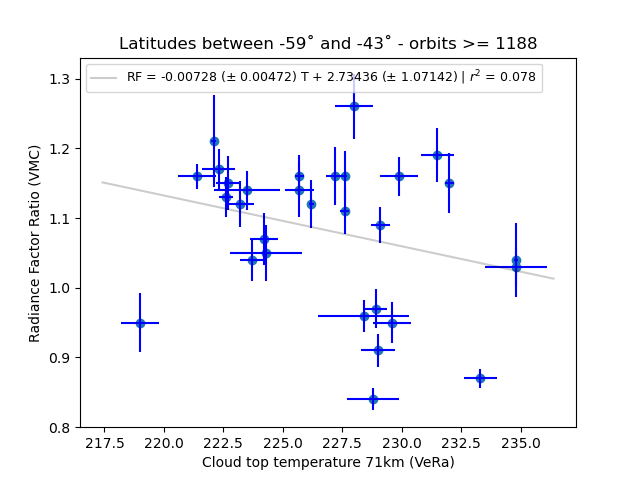 Latitudes between -59˚ and -43˚ - orbits >= 1188
RF = -0.00728 (± 0.00472) T + 2.73436 (± 1.07142) | r² = 0.078
Radiance Factor Ratio (VMC)
1.3
1.2
1.1
1.0
0.9
0.8
217.5 220.0 222.5 225.0 227.5 230.0 232.5 235.0
Cloud top temperature 71km (VeRa)